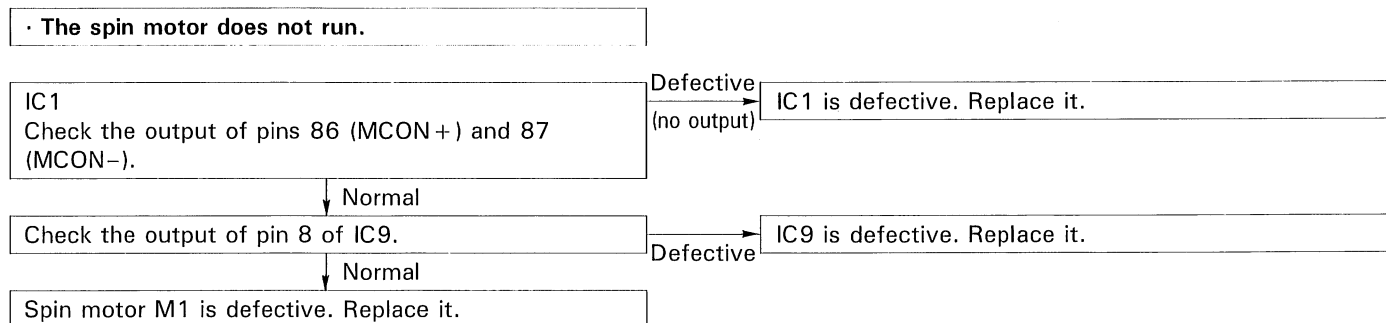 · The spin motor does not run.
IC1
Check the output of pins 86 (MCON+) and 87
(MCON-).
Defective
(no output)
IC1 is defective. Replace it.
Normal
Check the output of pin 8 of IC9.
Defective
IC9 is defective. Replace it.
Normal
Spin motor M1 is defective. Replace it.